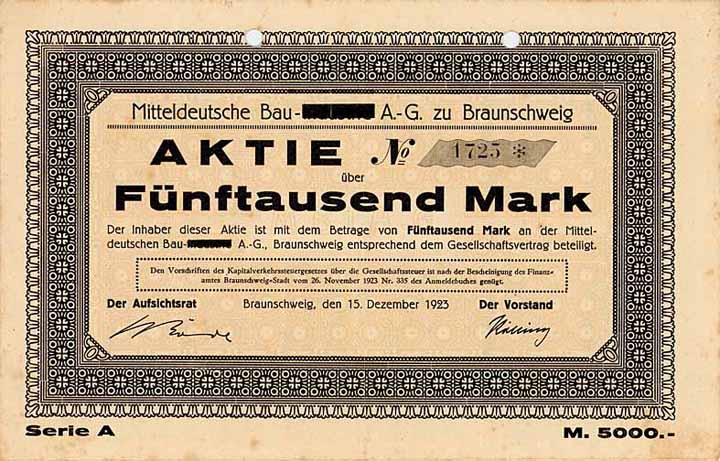 Mitteldeutsche Bau- A.-G. zu Braunschweig
AKTIE № 1725 *
über
Fünftausend Mark
Der Inhaber dieser Aktie ist mit dem Betrage von Fünftausend Mark an der Mittel-
deutschen Bau- A.-G., Braunschweig entsprechend dem Gesellschaftsvertrag beteiligt.
Den Vorschriften des Kapitalverkehrssteuergesetzes über die Gesellschaftssteuer ist nach der Bescheinigung des Finanz-
amtes Braunschweig-Stadt vom 26. November 1923 Nr. 335 des Anmeldebuches genügt.
Der Aufsichtsrat Braunschweig, den 15. Dezember 1923 Der Vorstand
Serie A M. 5000.-